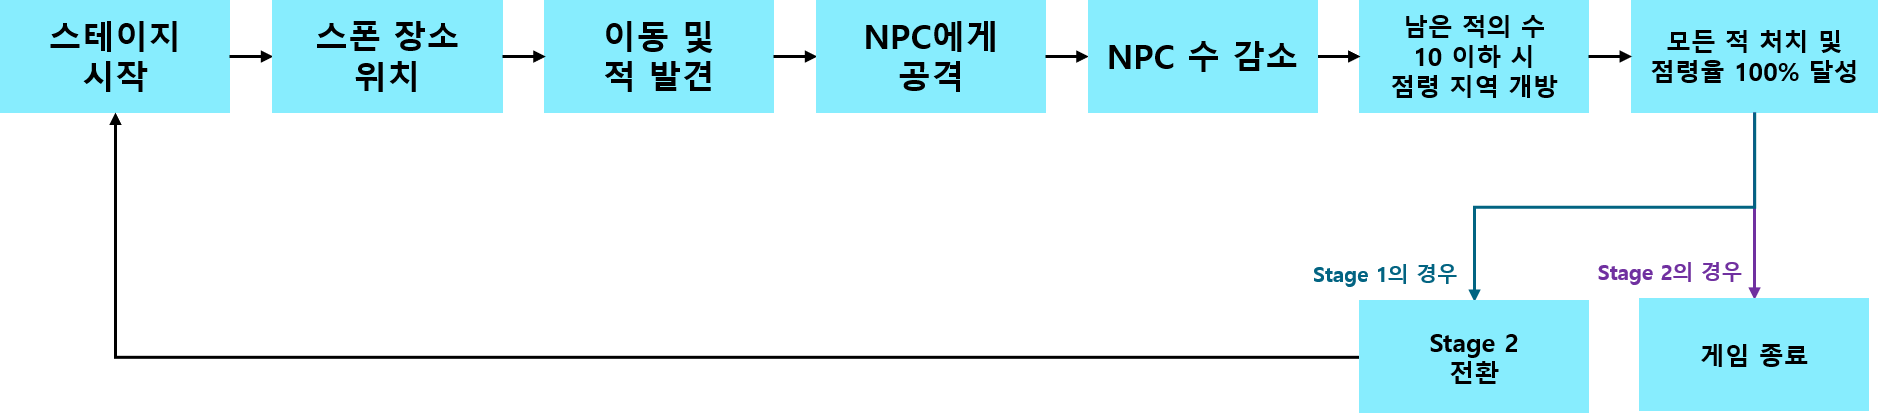 스테이지
시작
스폰 장소
위치
이동 및
적 발견
NPC에게
공격
NPC 수 감소
남은 적의 수
10 이하 시
점령 지역 개방
모든 적 처치 및
점령율 100% 달성
Stage 1의 경우
Stage 2의 경우
Stage 2
전환
게임 종료